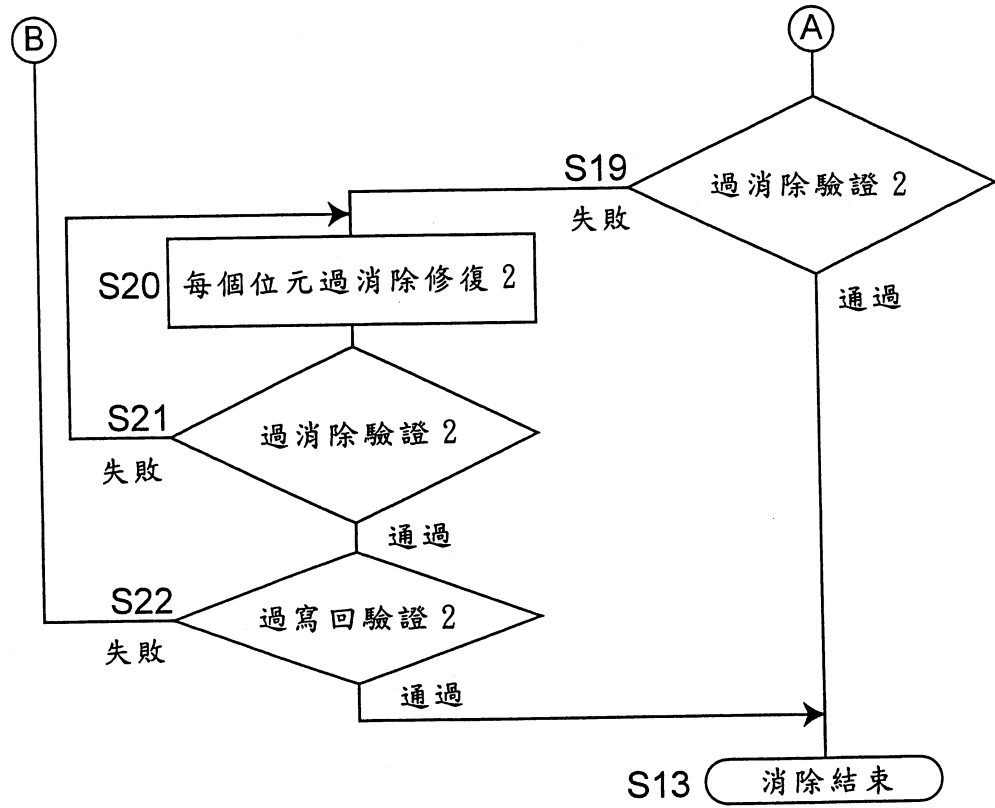 B
A
S19
過消除驗證 2
失敗
通過
S20
每個位元過消除修復 2
S21
過消除驗證 2
失敗
通過
S22
過寫回驗證 2
失敗
通過
S13
消除結束